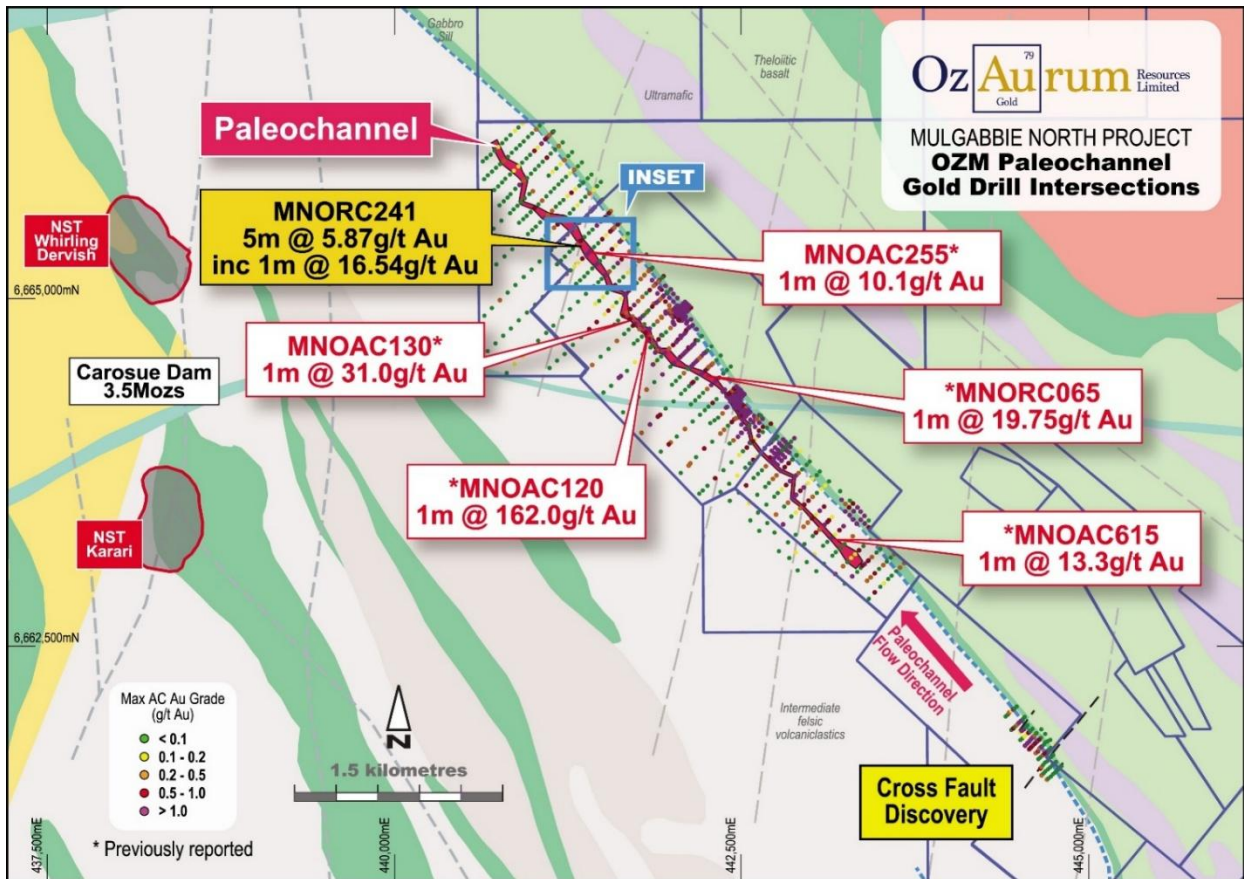 Gabbro
Sill
Theloiitic
basalt
Ultramafic
79
Oz Aurum Resources
Limited
Gold
MULGABBIE NORTH PROJECT
OZM Paleochannel
Gold Drill Intersections
Paleochannel
INSET
NST
Whirling
Dervish
MNORC241
5m @ 5.87g/t Au
inc 1m @ 16.54g/t Au
MNOAC255*
1m @ 10.1g/t Au
6,665,000mN
MNOAC130*
1m @ 31.0g/t Au
Carosue Dam
3.5Mozs
*MNORC065
1m @ 19.75g/t Au
*MNOAC120
1m @ 162.0g/t Au
NST
Karari
*MNOAC615
1m @ 13.3g/t Au
6,662,500mN
Paleochannel
Flow Direction
Max AC Au Grade
(g/t Au)
< 0.1
0.1 - 0.2
0.2 - 0.5
0.5 - 1.0
> 1.0
* Previously reported
N
1.5 kilometres
Intermediate
felsic
volcaniclastics
Cross Fault
Discovery
437,500mE
440,000mE
442,500mE
445,000mE